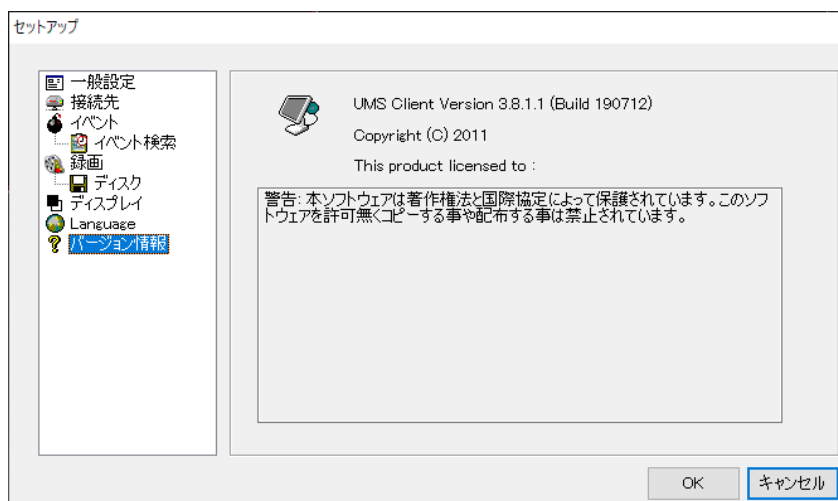 セットアップ
一般設定
接続先
イベント
イベント検索
録画
ディスク
ディスプレイ
Language
バージョン情報
UMS Client Version 3.8.1.1 (Build 190712)
Copyright (C) 2011
This product licensed to :
警告: 本ソフトウェアは著作権法と国際協定によって保護されています。このソフ
トウェアを許可無くコピーする事や配布する事は禁止されています。
OK
キャンセル